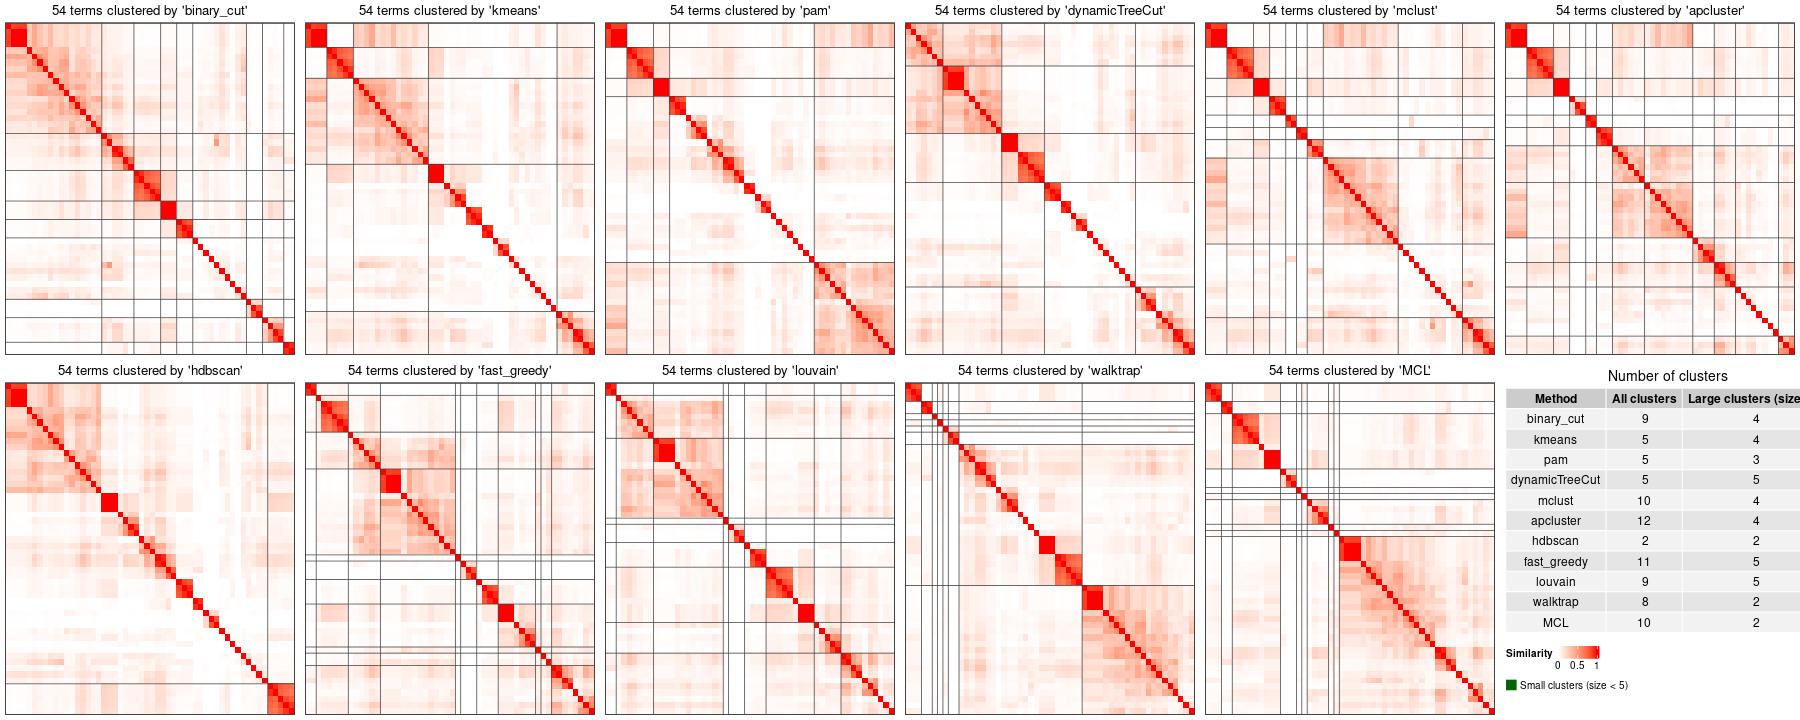 54 terms clustered by 'binary_cut'
54 terms clustered by 'kmeans'
54 terms clustered by 'pam'
54 terms clustered by 'dynamicTreeCut'
54 terms clustered by 'mclust'
54 terms clustered by 'apcluster'
54 terms clustered by 'hdbscan'
54 terms clustered by 'fast_greedy'
54 terms clustered by 'louvain'
54 terms clustered by 'walktrap'
54 terms clustered by 'MCL'
Number of clusters
Method All clusters Large clusters (size
binary_cut 9 4
kmeans 5 4
pam 5 3
dynamicTreeCut 5 5
mclust 10 4
apcluster 12 4
hdbscan 2 2
fast_greedy 11 5
louvain 9 5
walktrap 8 2
MCL 10 2
Similarity
0 0.5 1
Small clusters (size < 5)